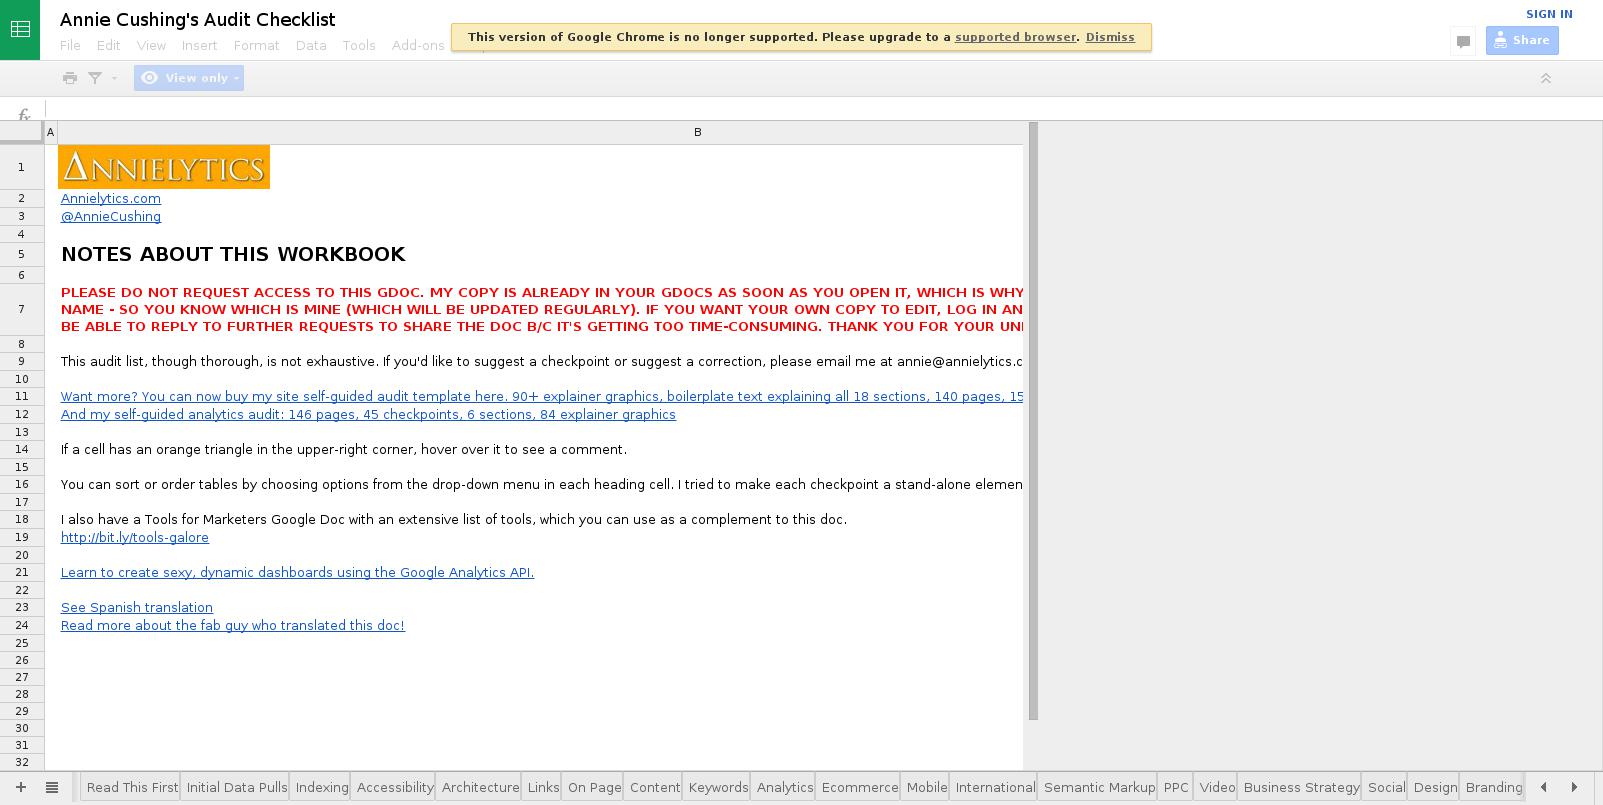 Annie Cushing's Audit Checklist
SIGN IN
File Edit View Insert Format Data Tools Add-ons
This version of Google Chrome is no longer supported. Please upgrade to a supported browser. Dismiss
Share
View only
fx
A B
1 ANNIELYTICS
2 Annielytics.com
3 @AnnieCushing
4
5 NOTES ABOUT THIS WORKBOOK
6
PLEASE DO NOT REQUEST ACCESS TO THIS GDOC. MY COPY IS ALREADY IN YOUR GDOCS AS SOON AS YOU OPEN IT, WHICH IS WHY
7 NAME - SO YOU KNOW WHICH IS MINE (WHICH WILL BE UPDATED REGULARLY). IF YOU WANT YOUR OWN COPY TO EDIT, LOG IN AN
BE ABLE TO REPLY TO FURTHER REQUESTS TO SHARE THE DOC B/C IT'S GETTING TOO TIME-CONSUMING. THANK YOU FOR YOUR
8
9 This audit list, though thorough, is not exhaustive. If you'd like to suggest a checkpoint or suggest a correction, please email me at annie@annielytics.c
10
11 Want more? You can now buy my site self-guided audit template here. 90+ explainer graphics, boilerplate text explaining all 18 sections, 140 pages, 15
12 And my self-guided analytics audit: 146 pages, 45 checkpoints, 6 sections, 84 explainer graphics
13
14 If a cell has an orange triangle in the upper-right corner, hover over it to see a comment.
15
16 You can sort or order tables by choosing options from the drop-down menu in each heading cell. I tried to make each checkpoint a stand-alone elemen
17
18 I also have a Tools for Marketers Google Doc with an extensive list of tools, which you can use as a complement to this doc.
19 http://bit.ly/tools-galore
20
21 Learn to create sexy, dynamic dashboards using the Google Analytics API.
22
23 See Spanish translation
24 Read more about the fab guy who translated this doc!
25
26
27
28
29
30
31
32
Read This First Initial Data Pulls Indexing Accessibility Architecture Links On Page Content Keywords Analytics Ecommerce Mobile International Semantic Markup PPC Video Business Strategy Social Design Branding